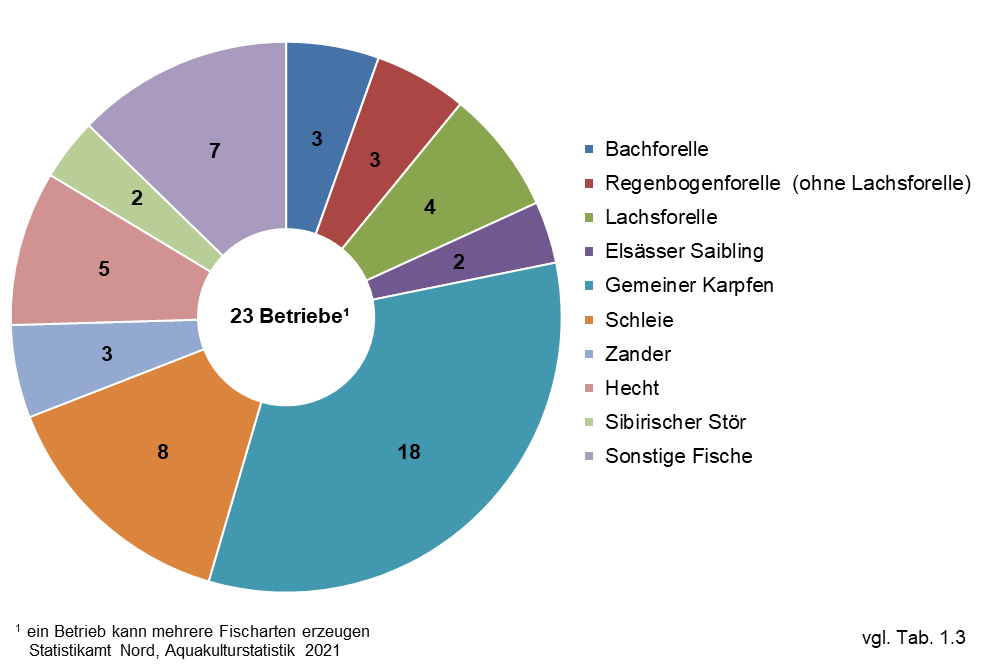 3
3
4
2
18
8
3
5
2
7
23 Betriebe¹
Bachforelle
Regenbogenforelle (ohne Lachsforelle)
Lachsforelle
Elsässer Saibling
Gemeiner Karpfen
Schleie
Zander
Hecht
Sibirischer Stör
Sonstige Fische
¹ ein Betrieb kann mehrere Fischarten erzeugen
Statistikamt Nord, Aquakulturstatistik 2021
vgl. Tab. 1.3